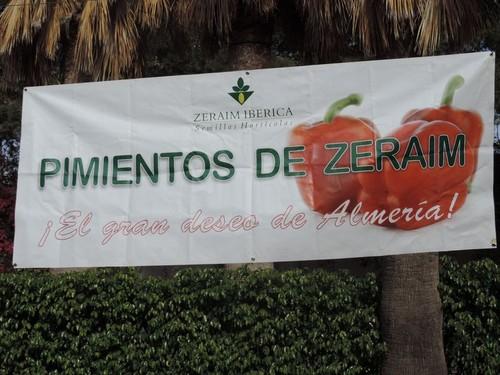 ZERAIM IBERICA
Semillas Hortícolas
PIMIENTOS DE ZERAIM
¡El gran deseo de Almería!